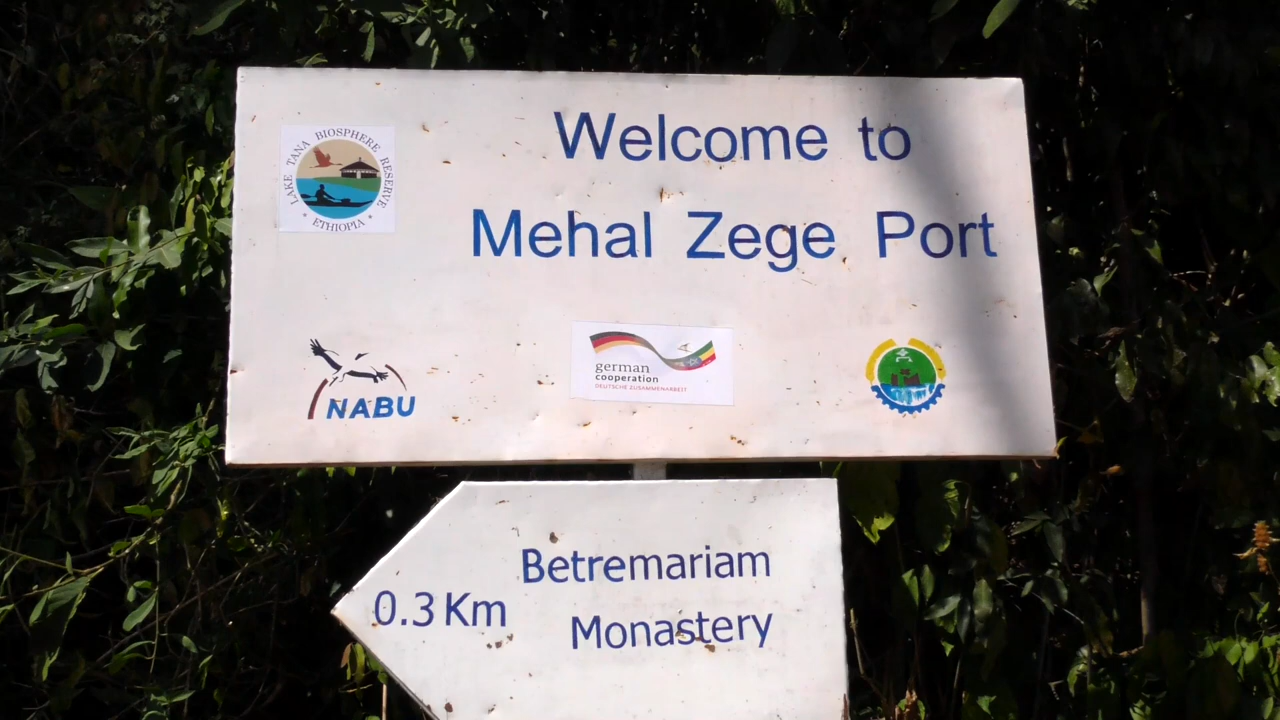 Welcome to
Mehal Zege Port
LAKE TANA BIOSPHERE RESERVE
* ETHIOPIA *
NABU
german
cooperation
DEUTSCHE ZUSAMMENARBEIT
Betremariam
0.3 Km
Monastery